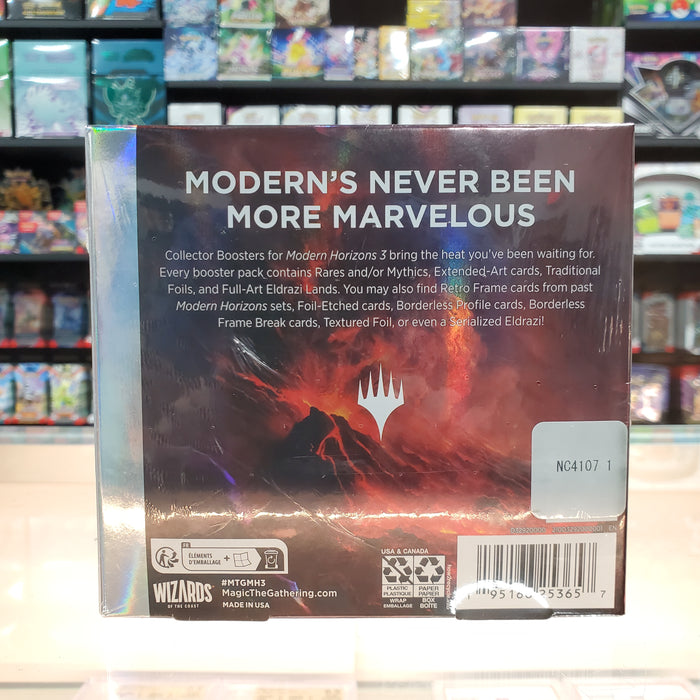 MODERN'S NEVER BEEN
MORE MARVELOUS
Collector Boosters for Modern Horizons 3 bring the heat you've been waiting for.
Every booster pack contains Rares and/or Mythics, Extended-Art cards, Traditional
Foils, and Full-Art Eldrazi Lands. You may also find Retro Frame cards from past
Modern Horizons sets, Foil-Etched cards, Borderless Profile cards, Borderless
Frame Break cards, Textured Foil, or even a Serialized Eldrazi!
NC4107 1
EN
FR
ÉLÉMENTS
D'EMBALLAGE
+
USA & CANADA
PLASTIC
PLASTIQUE
WRAP
EMBALLAGE
PAPER
PAPIER
BOX
BOÎTE
WIZARDS
OF THE COAST
#MTGMH3
MagicTheGathering.com
MADE IN USA
7